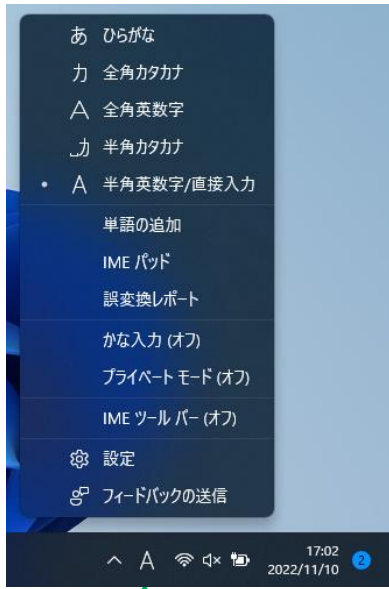 あ ひらがな
カ 全角カタカナ
A 全角英数字
_カ 半角カタカナ
• A 半角英数字/直接入力
単語の追加
IME パッド
誤変換レポート
かな入力 (オフ)
プライベート モード (オフ)
IME ツール バー (オフ)
設定
フィードバックの送信
A
17:02
2022/11/10
2